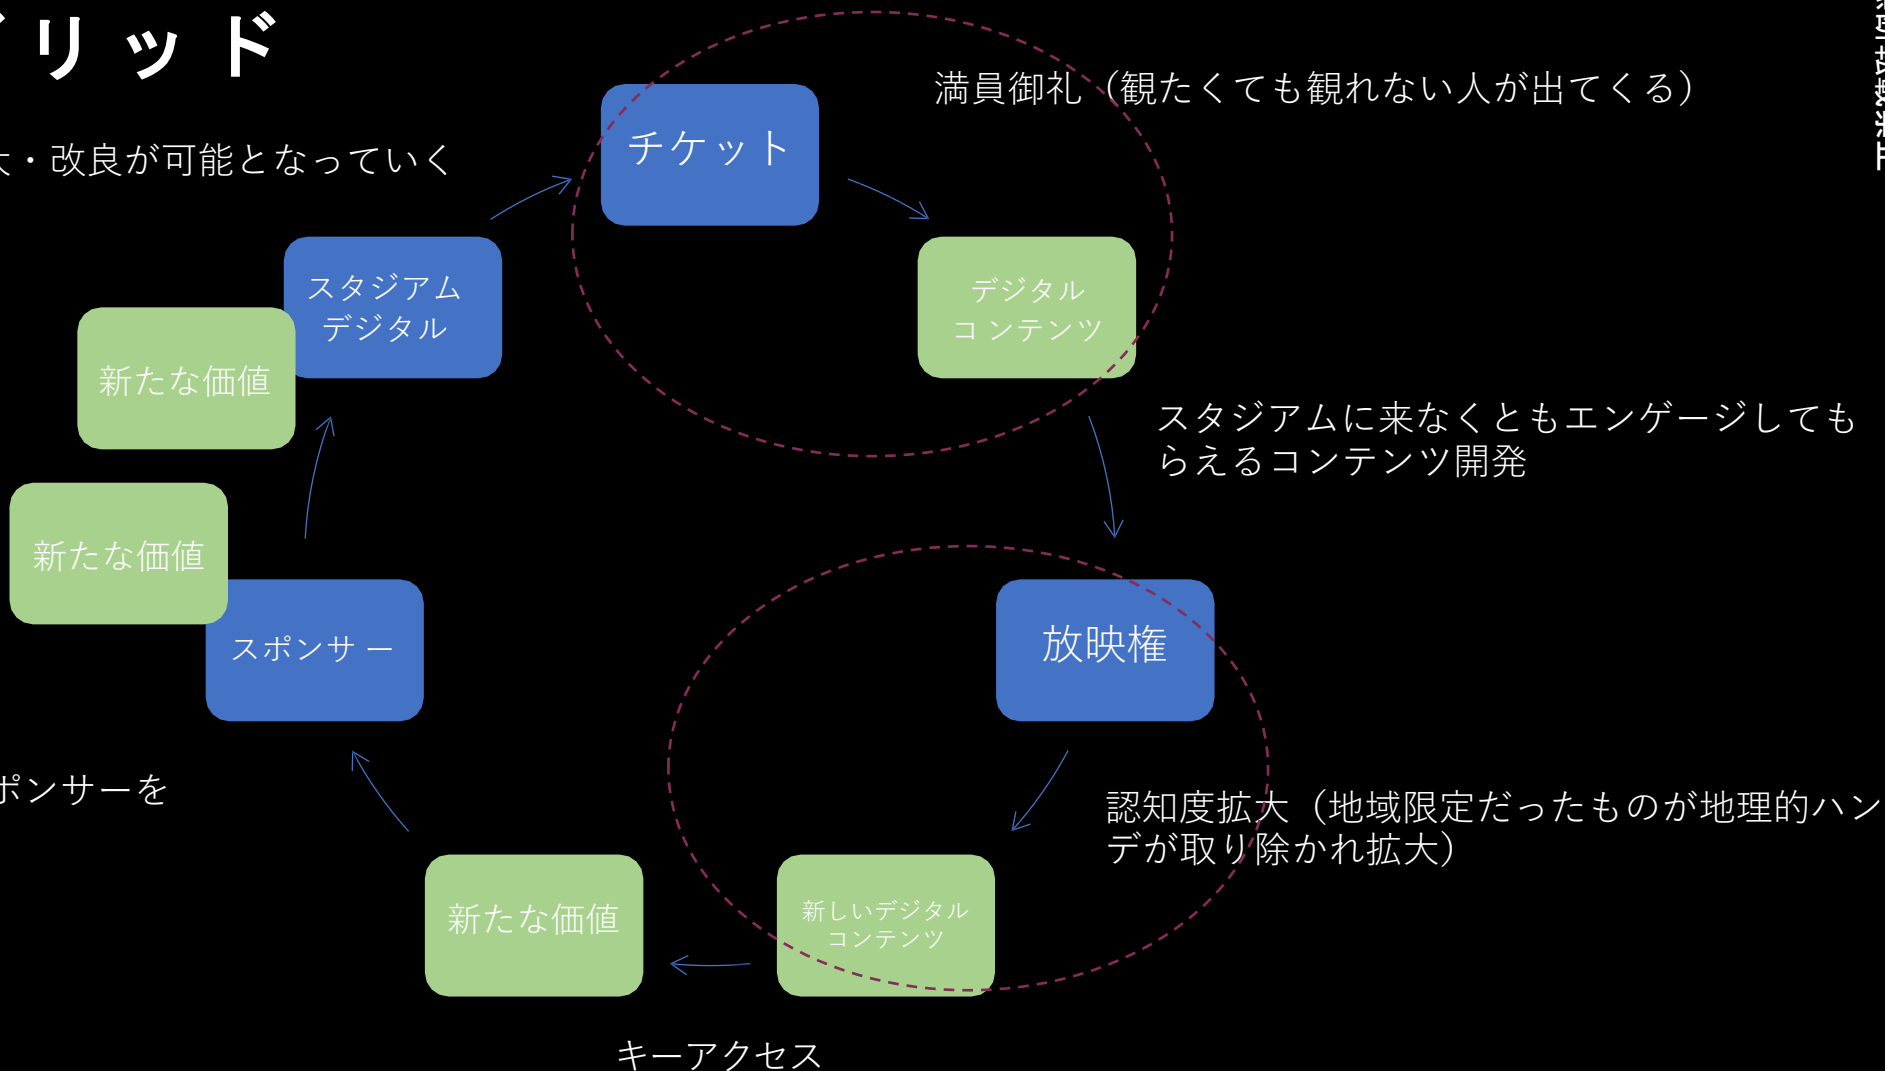 リッド
満員御礼（観たくても観れない人が出てくる）
・改良が可能となっていく
チケット
スタジアム
デジタル
デジタル
コンテンツ
新たな価値
スタジアムに来なくともエンゲージしても
らえるコンテンツ開発
新たな価値
スポンサー
放映権
ポンサーを
認知度拡大（地域限定だったものが地理的ハン
デが取り除かれ拡大）
新たな価値
新しいデジタル
コンテンツ
キーアクセス